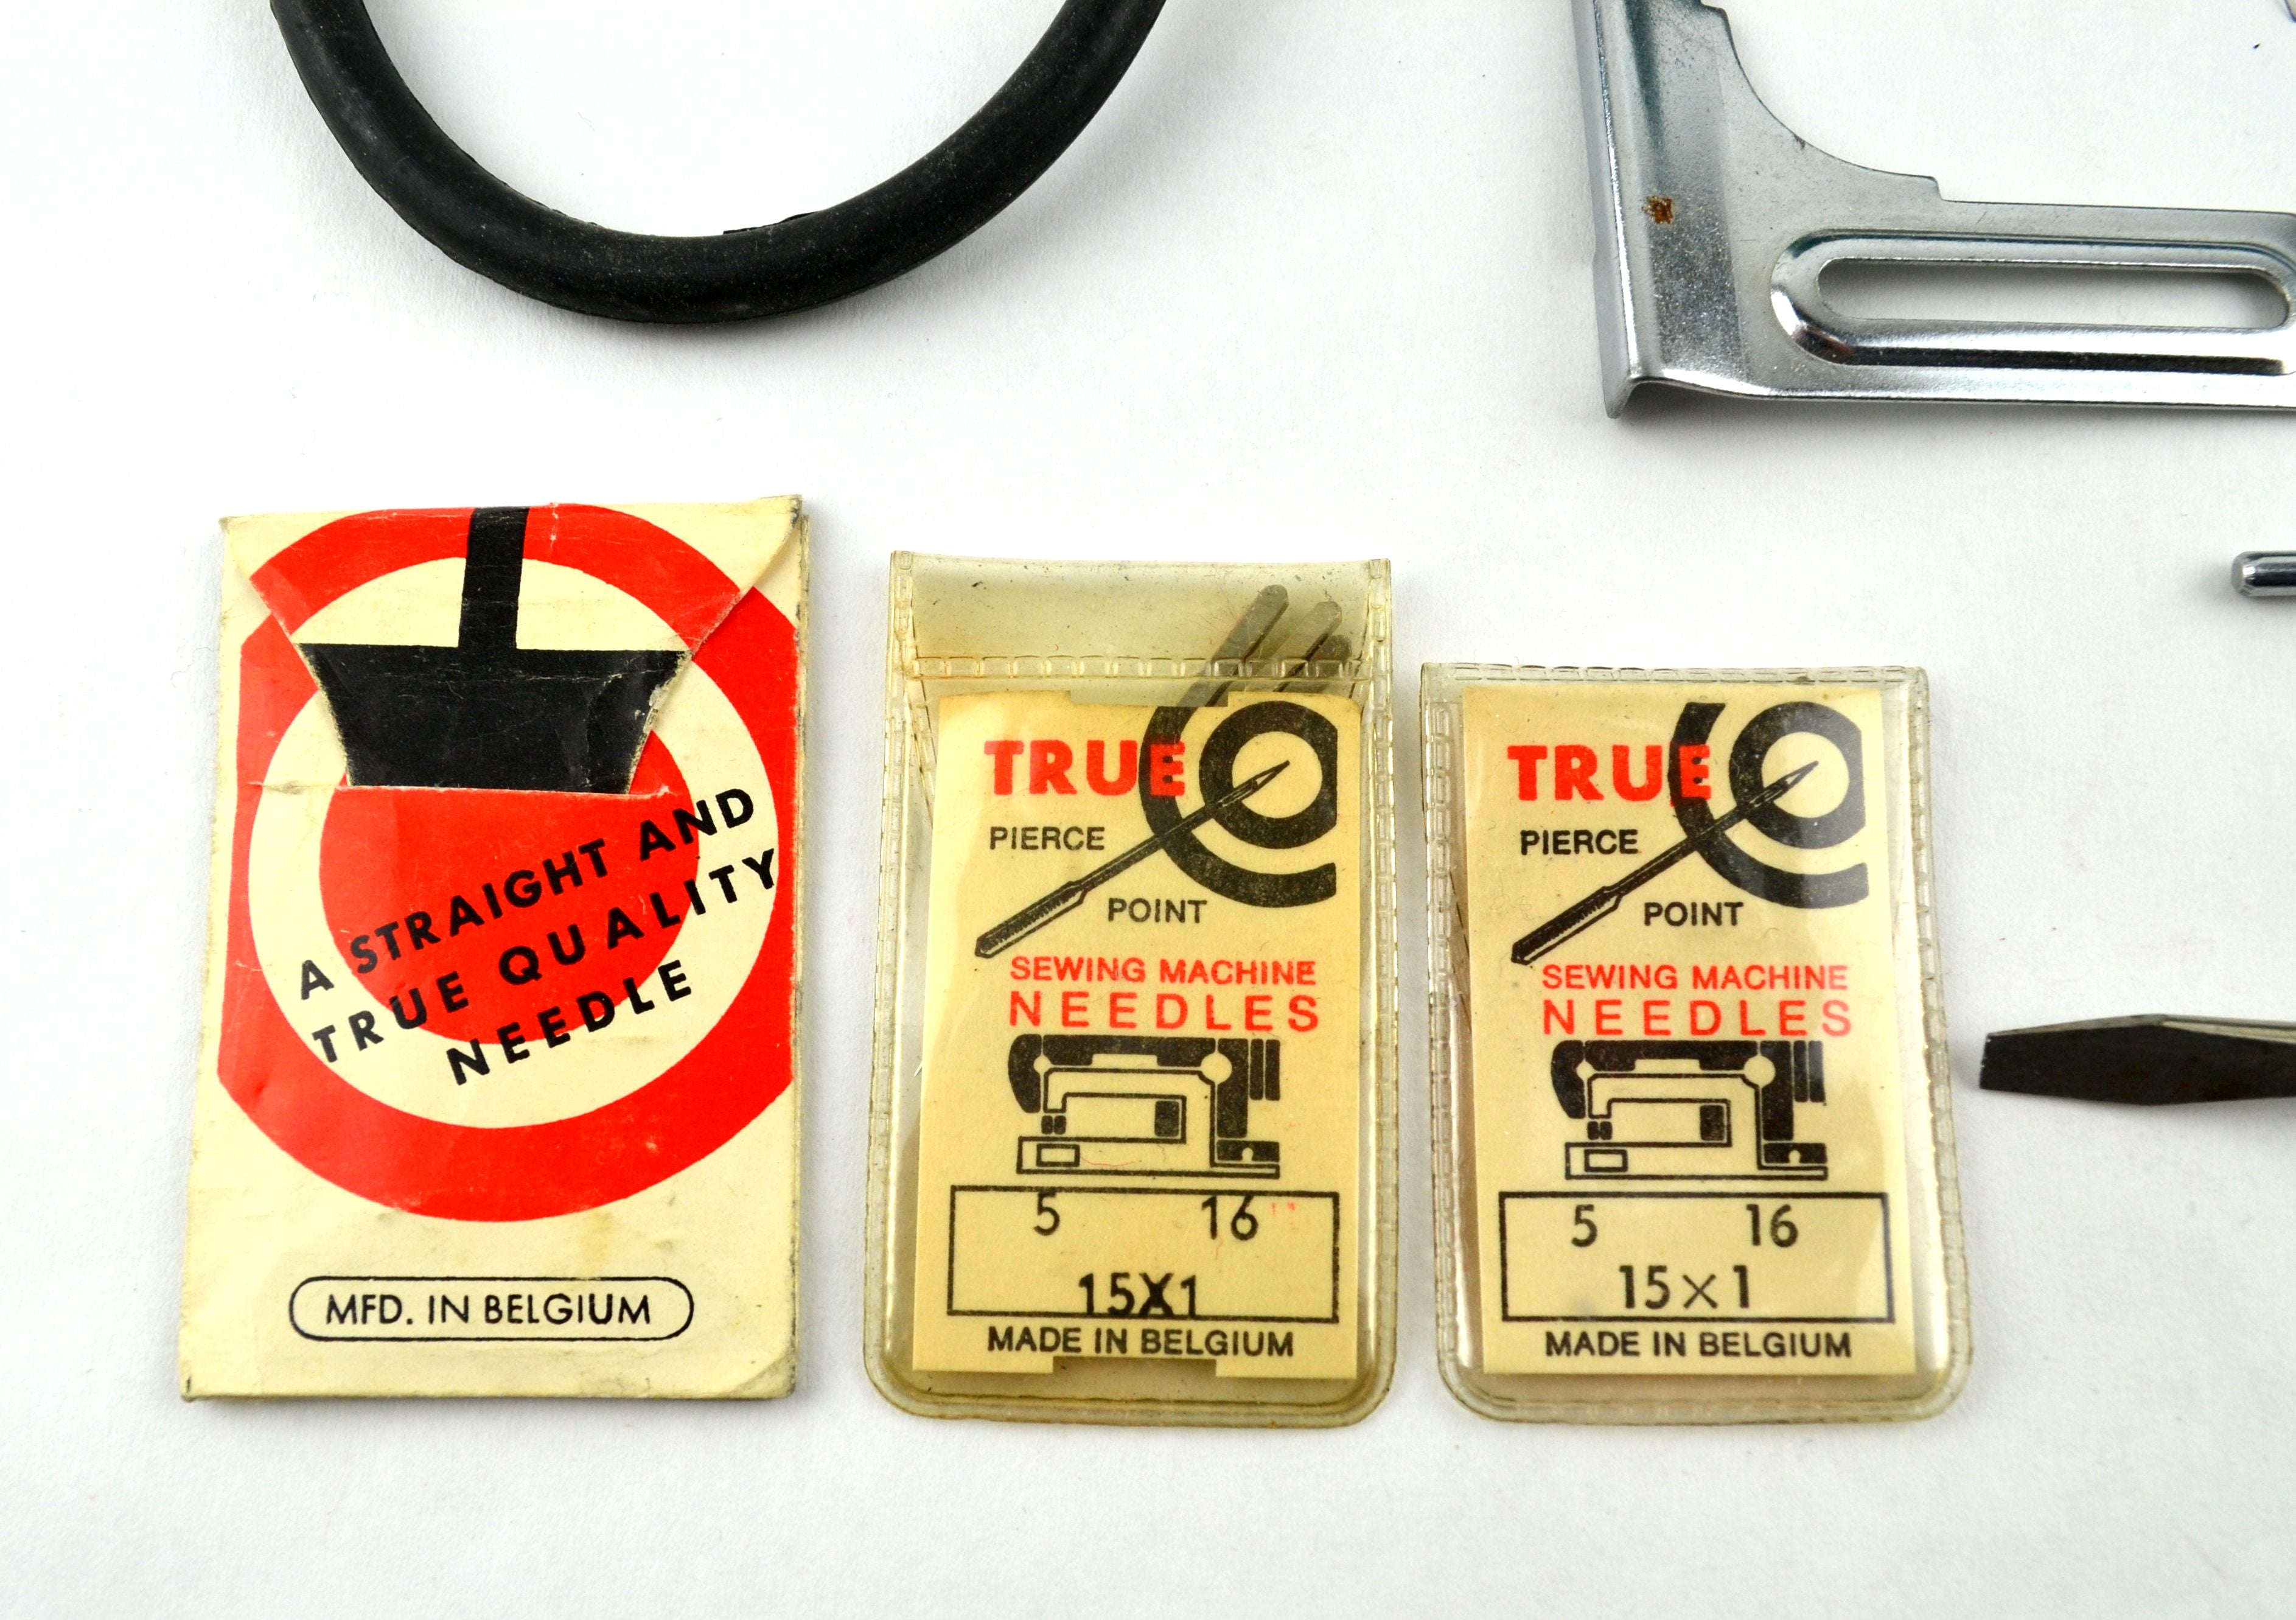 A STRAIGHT AND
TRUE QUALITY
NEEDLE
MFD. IN BELGIUM
TRUE
PIERCE
POINT
SEWING MACHINE
NEEDLES
5 16
15X1
MADE IN BELGIUM
TRUE
PIERCE
POINT
SEWING MACHINE
NEEDLES
5 16
15×1
MADE IN BELGIUM